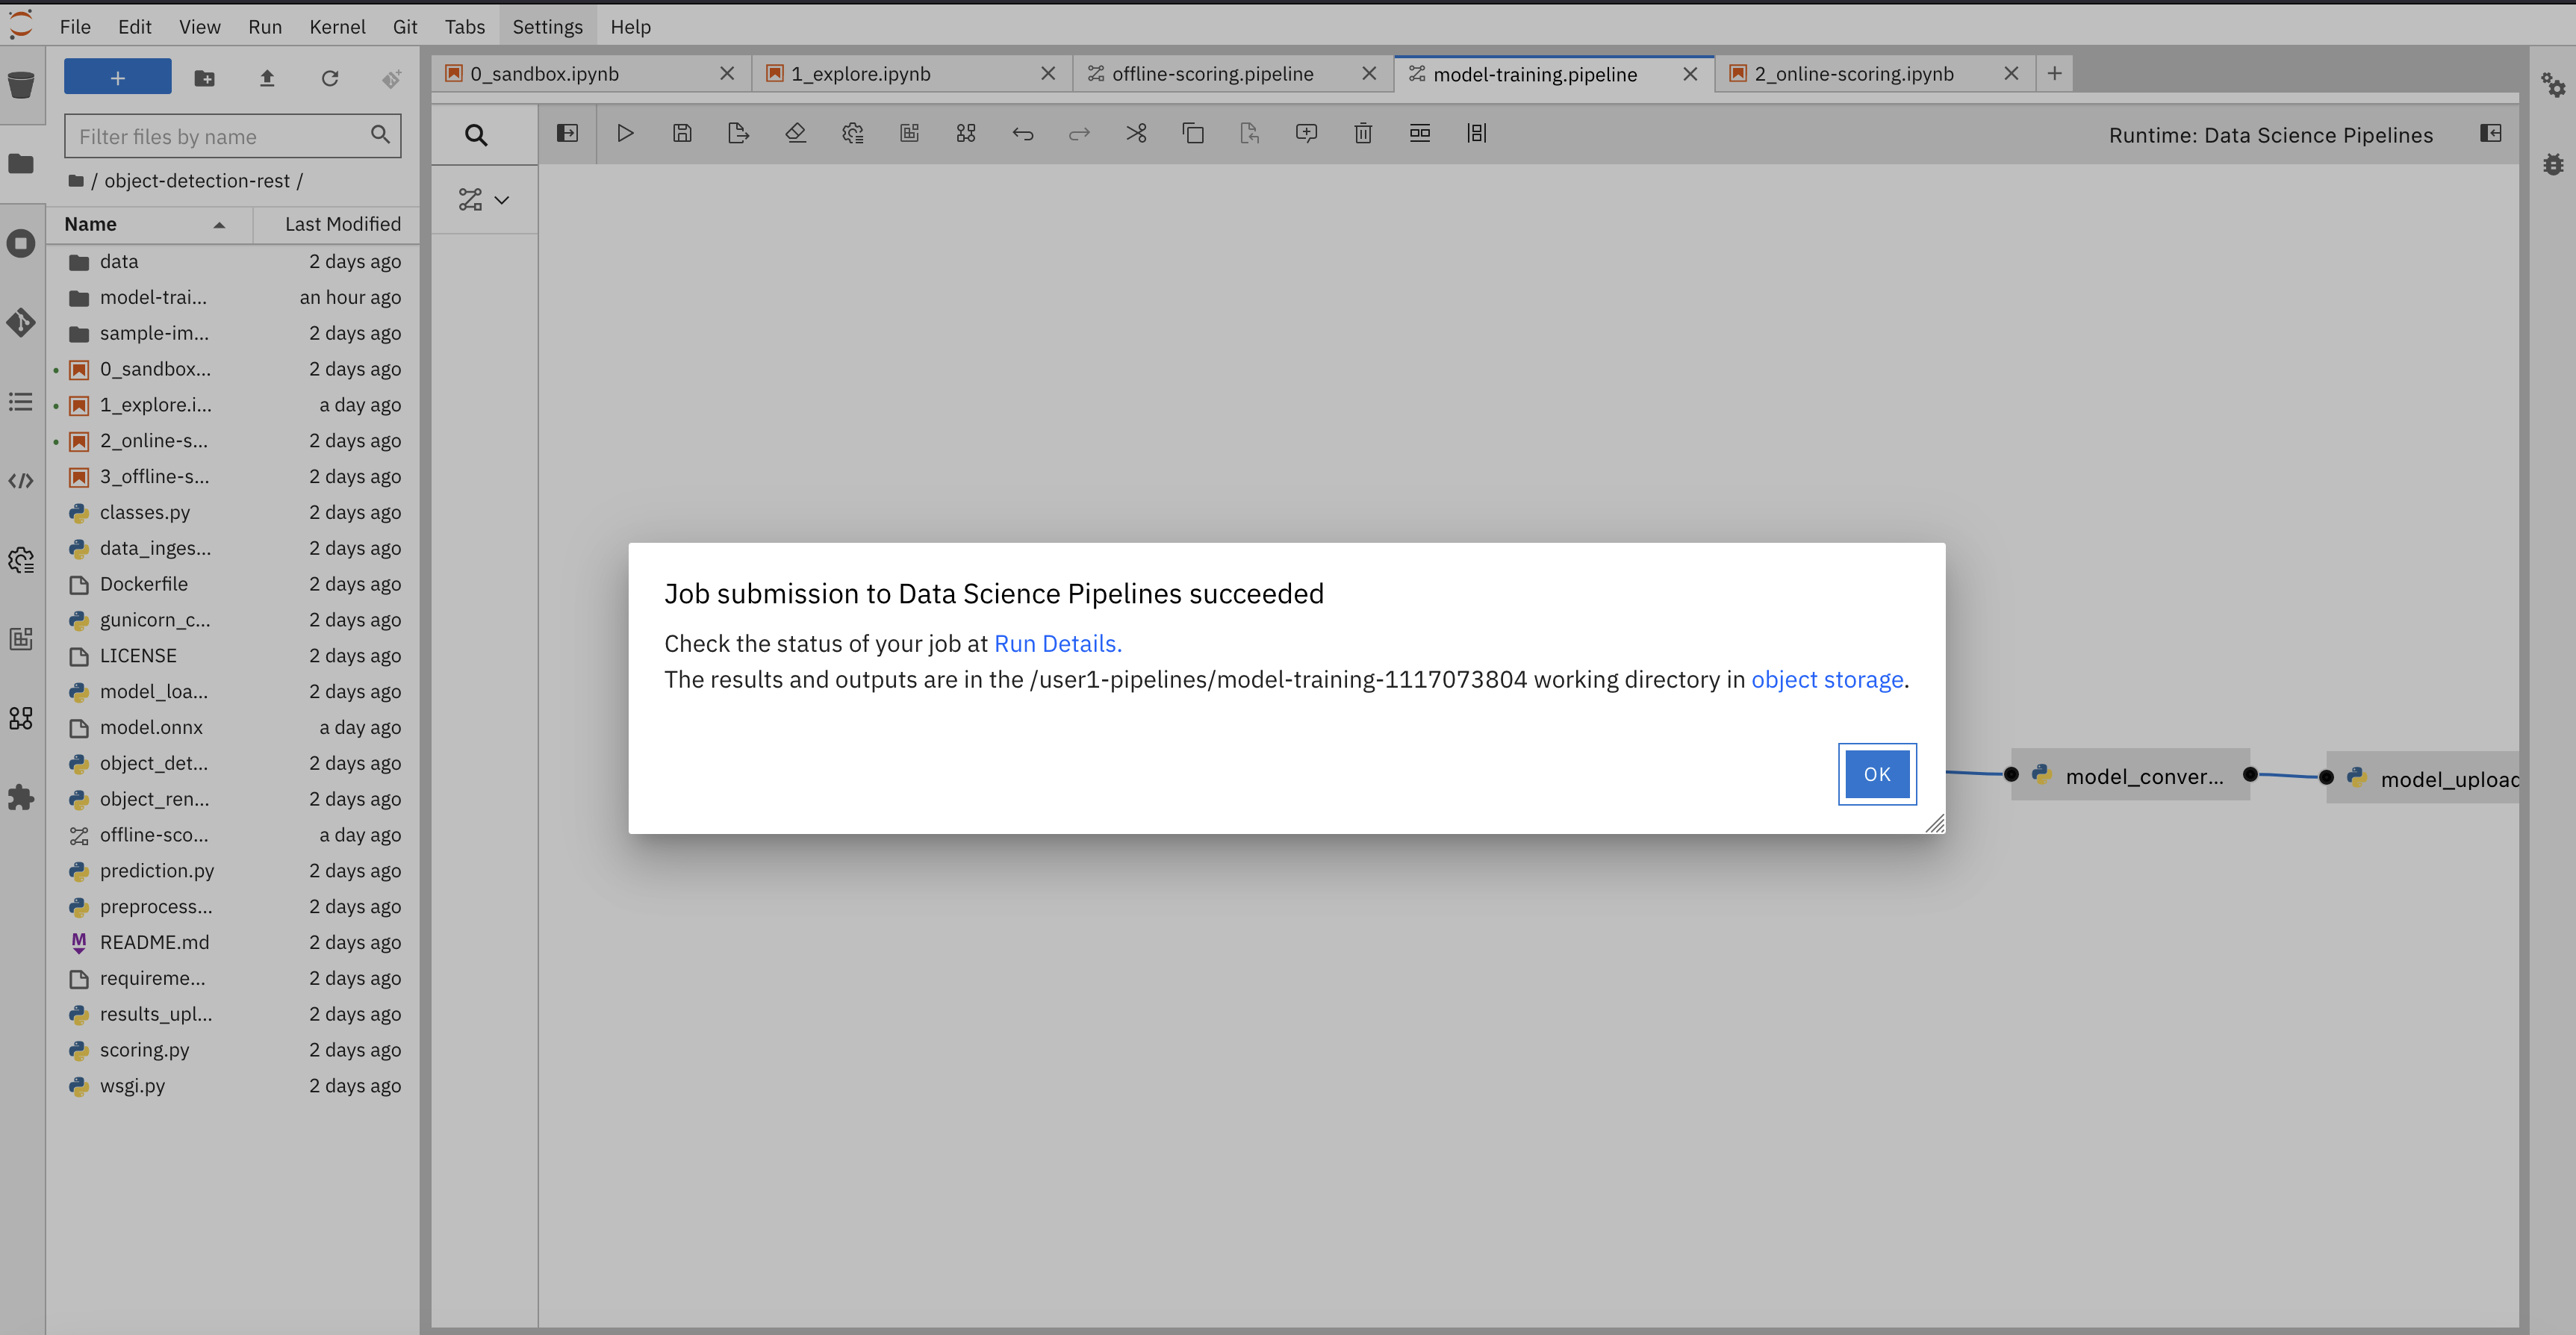 File Edit View Run Kernel Git Tabs Settings Help
0_sandbox.ipynb
1_explore.ipynb
offline-scoring.pipeline
model-training.pipeline
2_online-scoring.ipynb
Filter files by name
/ object-detection-rest /
Runtime: Data Science Pipelines
Name Last Modified
data 2 days ago
model-trai... an hour ago
sample-im... 2 days ago
0_sandbox... 2 days ago
1_explore.i... a day ago
2_online-s... 2 days ago
3_offline-s... 2 days ago
classes.py 2 days ago
data_inges... 2 days ago
Dockerfile 2 days ago
gunicorn_c... 2 days ago
LICENSE 2 days ago
model_loa... 2 days ago
model.onnx a day ago
object_det... 2 days ago
object_ren... 2 days ago
offline-sco... a day ago
prediction.py 2 days ago
preprocess... 2 days ago
README.md 2 days ago
requireme... 2 days ago
results_upl... 2 days ago
scoring.py 2 days ago
wsgi.py 2 days ago
Job submission to Data Science Pipelines succeeded
Check the status of your job at Run Details.
The results and outputs are in the /user1-pipelines/model-training-1117073804 working directory in object storage.
OK
model_conver...
model_upload